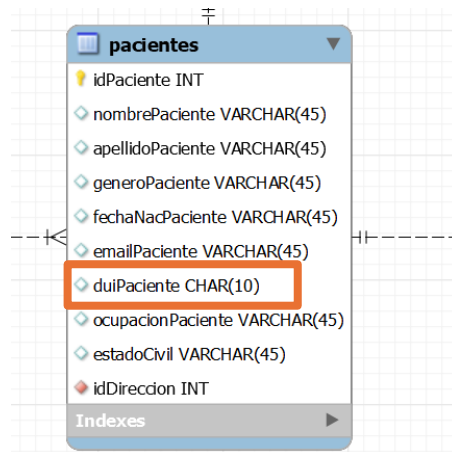 pacientes
idPaciente INT
nombrePaciente VARCHAR(45)
apellidoPaciente VARCHAR(45)
generoPaciente VARCHAR(45)
fechaNacPaciente VARCHAR(45)
emailPaciente VARCHAR(45)
duiPaciente CHAR(10)
ocupacionPaciente VARCHAR(45)
estadoCivil VARCHAR(45)
idDireccion INT
Indexes